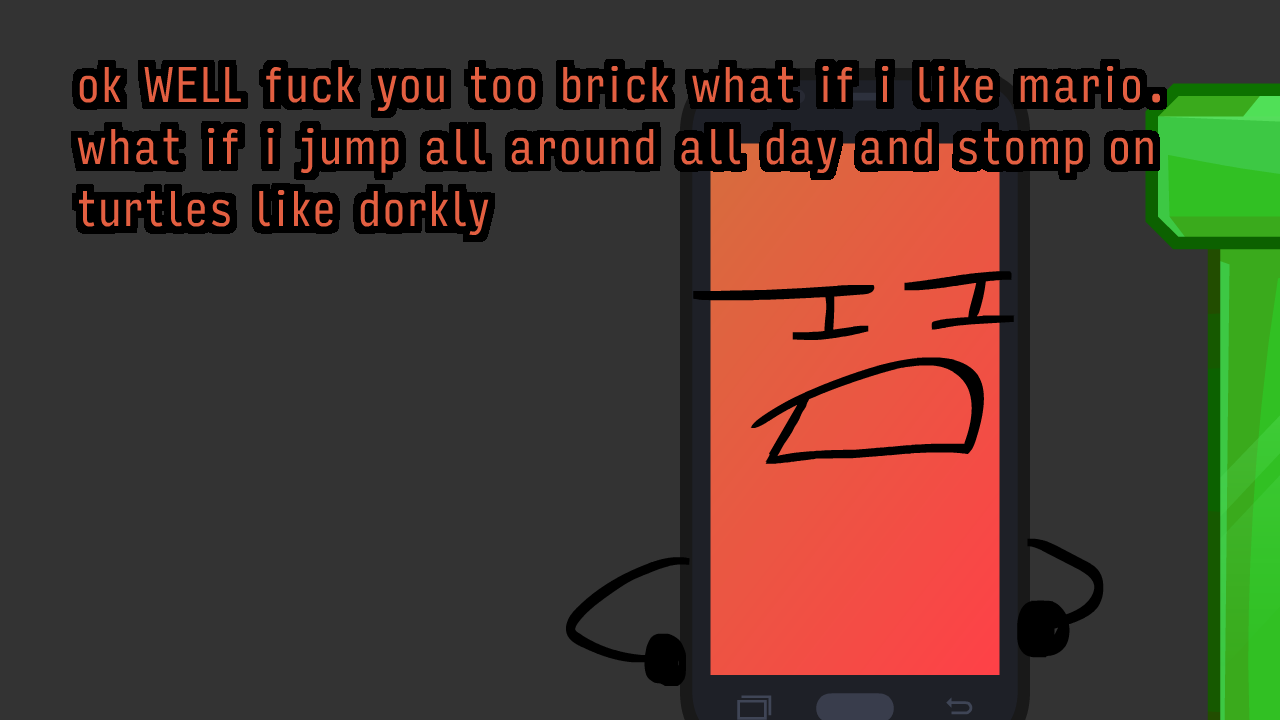 ok WELL fuck you too brick what if i like mario.
what if i jump all around all day and stomp on
turtles like dorkly